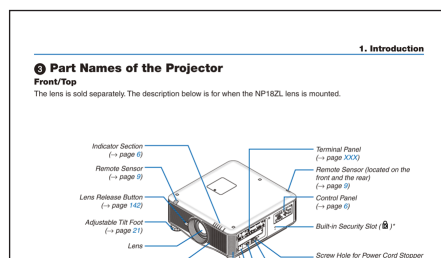 1. Introduction
❸ Part Names of the Projector
Front/Top
The lens is sold separately. The description below is for when the NP18ZL lens is mounted.
Indicator Section
(→ page 6)
Remote Sensor
(→ page 9)
Lens Release Button
(→ page 142)
Adjustable Tilt Foot
(→ page 21)
Lens
Terminal Panel
(→ page XXX)
Remote Sensor (located on the
front and the rear)
(→ page 9)
Control Panel
(→ page 6)
Built-in Security Slot ( )*
Screw Hole for Power Cord Stopper